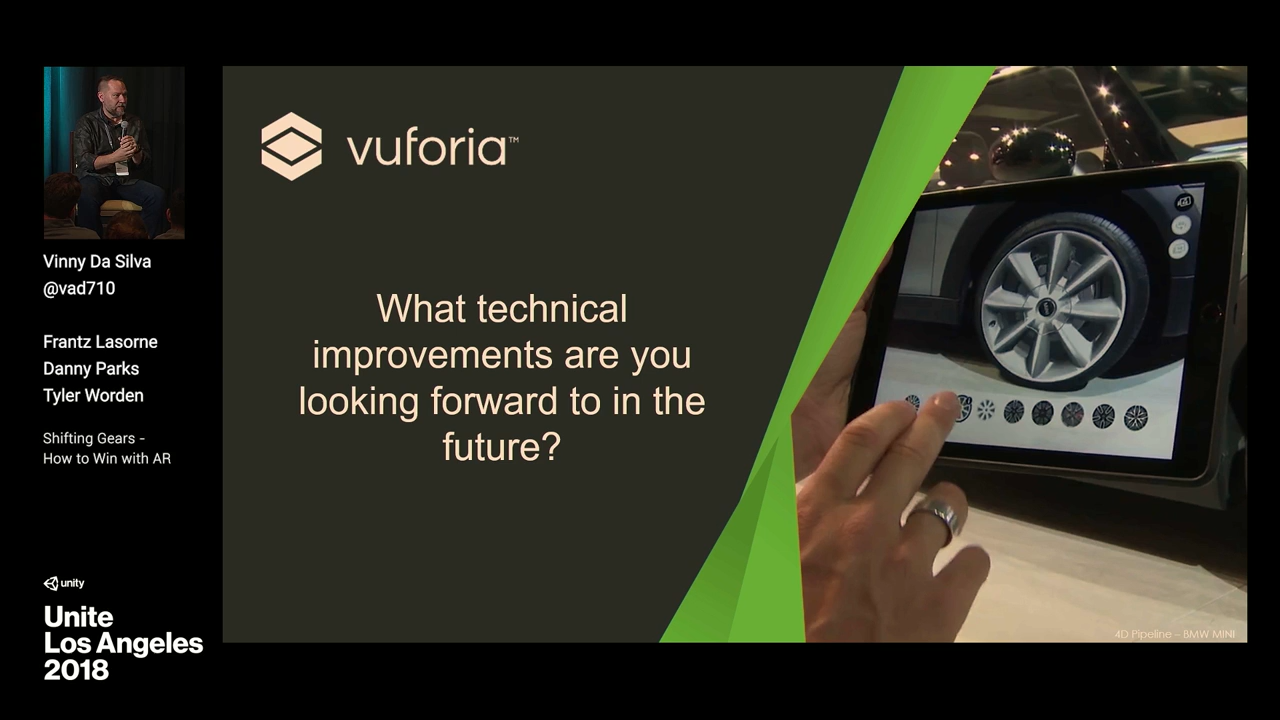 Vinny Da Silva
@vad710
Frantz Lasorne
Danny Parks
Tyler Worden
Shifting Gears -
How to Win with AR
unity
Unite
Los Angeles
2018
vuforia™
What technical
improvements are you
looking forward to in the
future?
4D Pipeline – BMW MINI